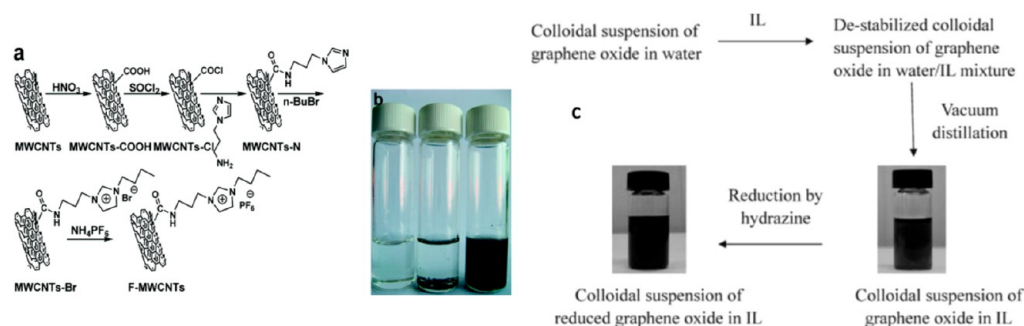 a
COOH
COCl
HNO3
SOCl2
n-BuBr
O
C
N
H
N
N
N
N
NH2
MWCNTs
MWCNTs-COOH
MWCNTs-Cl
MWCNTs-N
O
C
N
H
N
N
Br
O
C
N
H
N
N
PF6
NH4PF6
MWCNTs-Br
F-MWCNTs
b
c
Colloidal suspension of
graphene oxide in water
IL
De-stabilized colloidal
suspension of graphene
oxide in water/IL mixture
Vacuum
distillation
Reduction by
hydrazine
Colloidal suspension of
reduced graphene oxide in IL
Colloidal suspension of
graphene oxide in IL